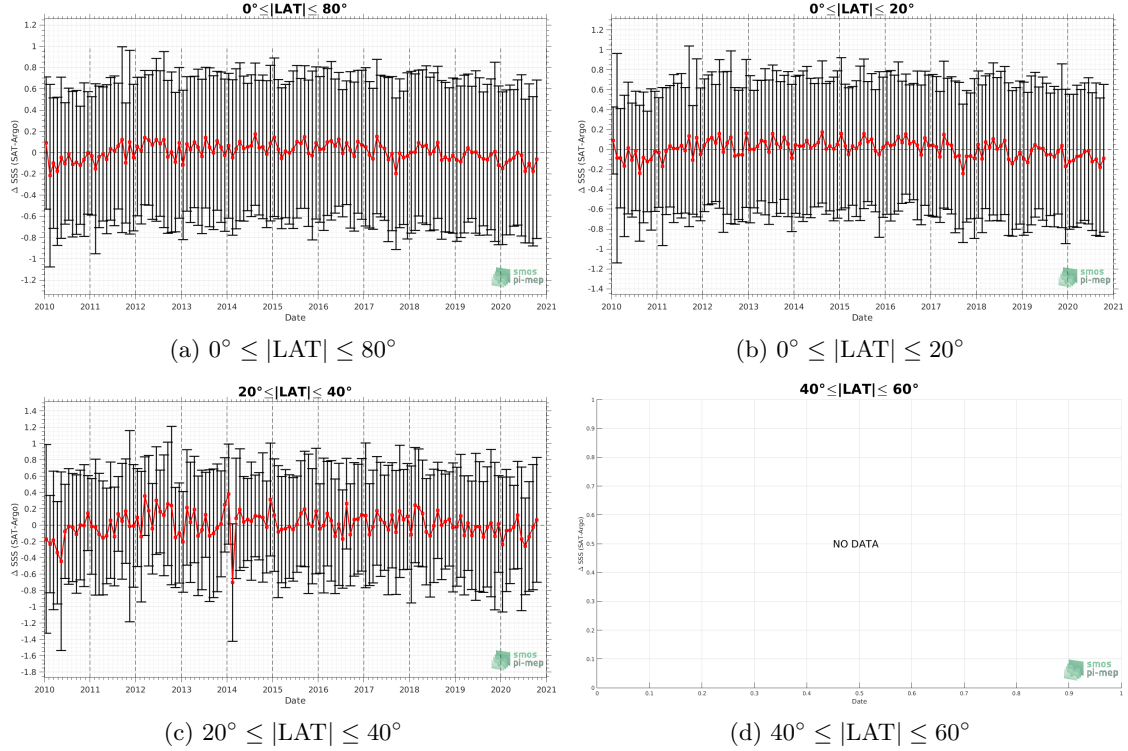 0°≤|LAT|≤ 80°
1.2
1
0.8
0.6
0.4
0.2
0
-0.2
-0.4
-0.6
-0.8
-1
-1.2
Δ SSS (SAT-Argo)
2010 2011 2012 2013 2014 2015 2016 2017 2018 2019 2020 2021
Date
smos
pi-mep
(a) 0° ≤ |LAT| ≤ 80°
0°≤|LAT|≤ 20°
1.2
1
0.8
0.6
0.4
0.2
0
-0.2
-0.4
-0.6
-0.8
-1
-1.2
-1.4
Δ SSS (SAT-Argo)
2010 2011 2012 2013 2014 2015 2016 2017 2018 2019 2020 2021
Date
smos
pi-mep
(b) 0° ≤ |LAT| ≤ 20°
20°≤|LAT|≤ 40°
1.4
1.2
1
0.8
0.6
0.4
0.2
0
-0.2
-0.4
-0.6
-0.8
-1
-1.2
-1.4
-1.6
-1.8
Δ SSS (SAT-Argo)
2010 2011 2012 2013 2014 2015 2016 2017 2018 2019 2020 2021
Date
smos
pi-mep
(c) 20° ≤ |LAT| ≤ 40°
40°≤|LAT|≤ 60°
1
0.9
0.8
0.7
0.6
0.5
0.4
0.3
0.2
0.1
0
Δ SSS (SAT-Argo)
NO DATA
0 0.1 0.2 0.3 0.4 0.5 0.6 0.7 0.8 0.9 1
Date
smos
pi-mep
(d) 40° ≤ |LAT| ≤ 60°